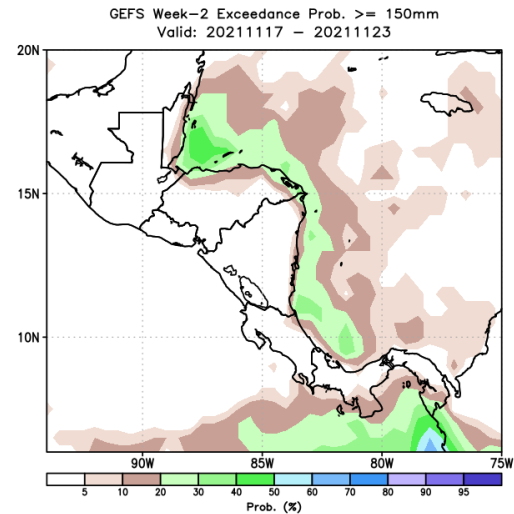 GEFS Week-2 Exceedance Prob. >= 150mm
Valid: 20211117 - 20211123
20N
15N
10N
90W 85W 80W 75W
5 10 20 30 40 50 60 70 80 90 95
Prob. (%)